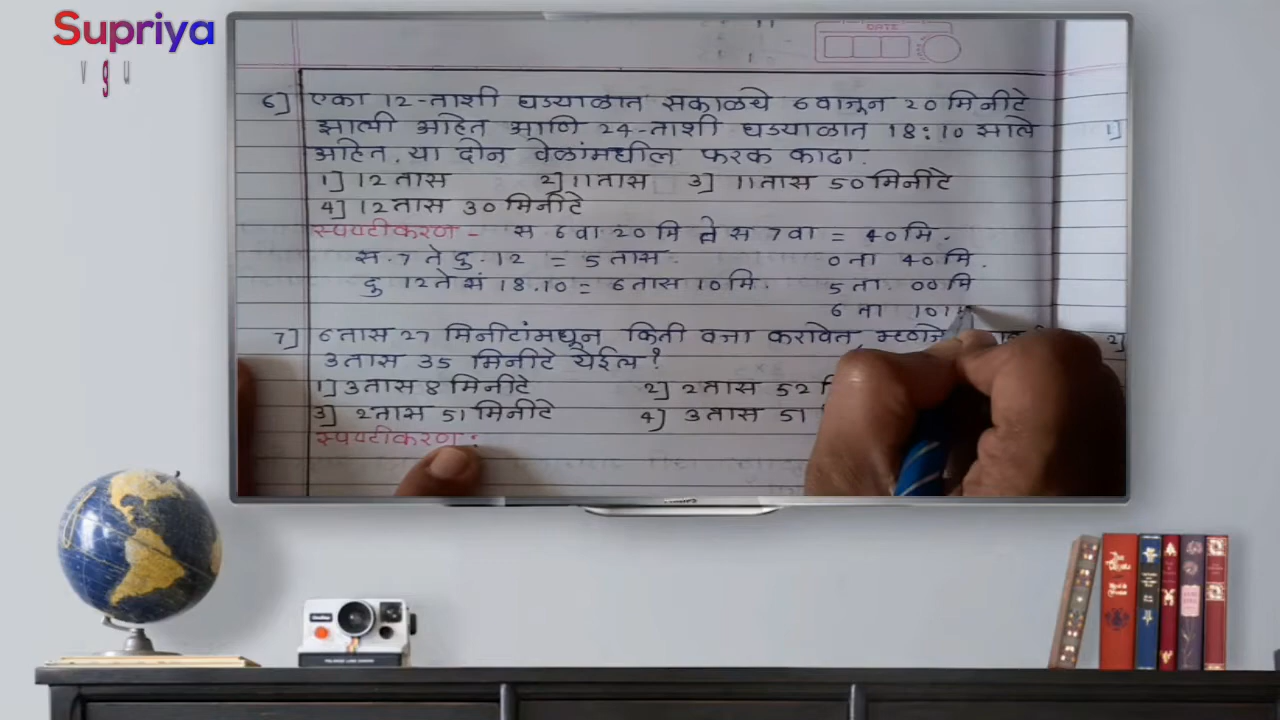 Supriya
v g u
DATE
6] एका 12-ताशी घड्याळात सकाळचे 6 वाजून 20 मिनीटे
झाली आहेत आणि 24-ताशी घड्याळात 18:10 झाले
आहेत. या दोन वेळांमधील फरक काढा.
1] 12 तास 2] 11 तास 3] 11 तास 50 मिनीटे
4] 12 तास 30 मिनीटे
स्पष्टीकरण - स 6 वा 20 मि ते स 7 वा = 40 मि.
स. 7 ते दु. 12 = 5 तास.
दु 12 ते सं 18.10 = 6 तास 10 मि.
0 ता 40 मि.
5 ता. 00 मि
6 ता 10
7] 6 तास 27 मिनीटांमधून किती वजा करावेत,
3 तास 35 मिनीटे येईल?
1] 3 तास 8 मिनीटे 2] 2 तास 52
3] 2 तास 51 मिनीटे 4] 3 तास 51
स्पष्टीकरण:
1]
2]